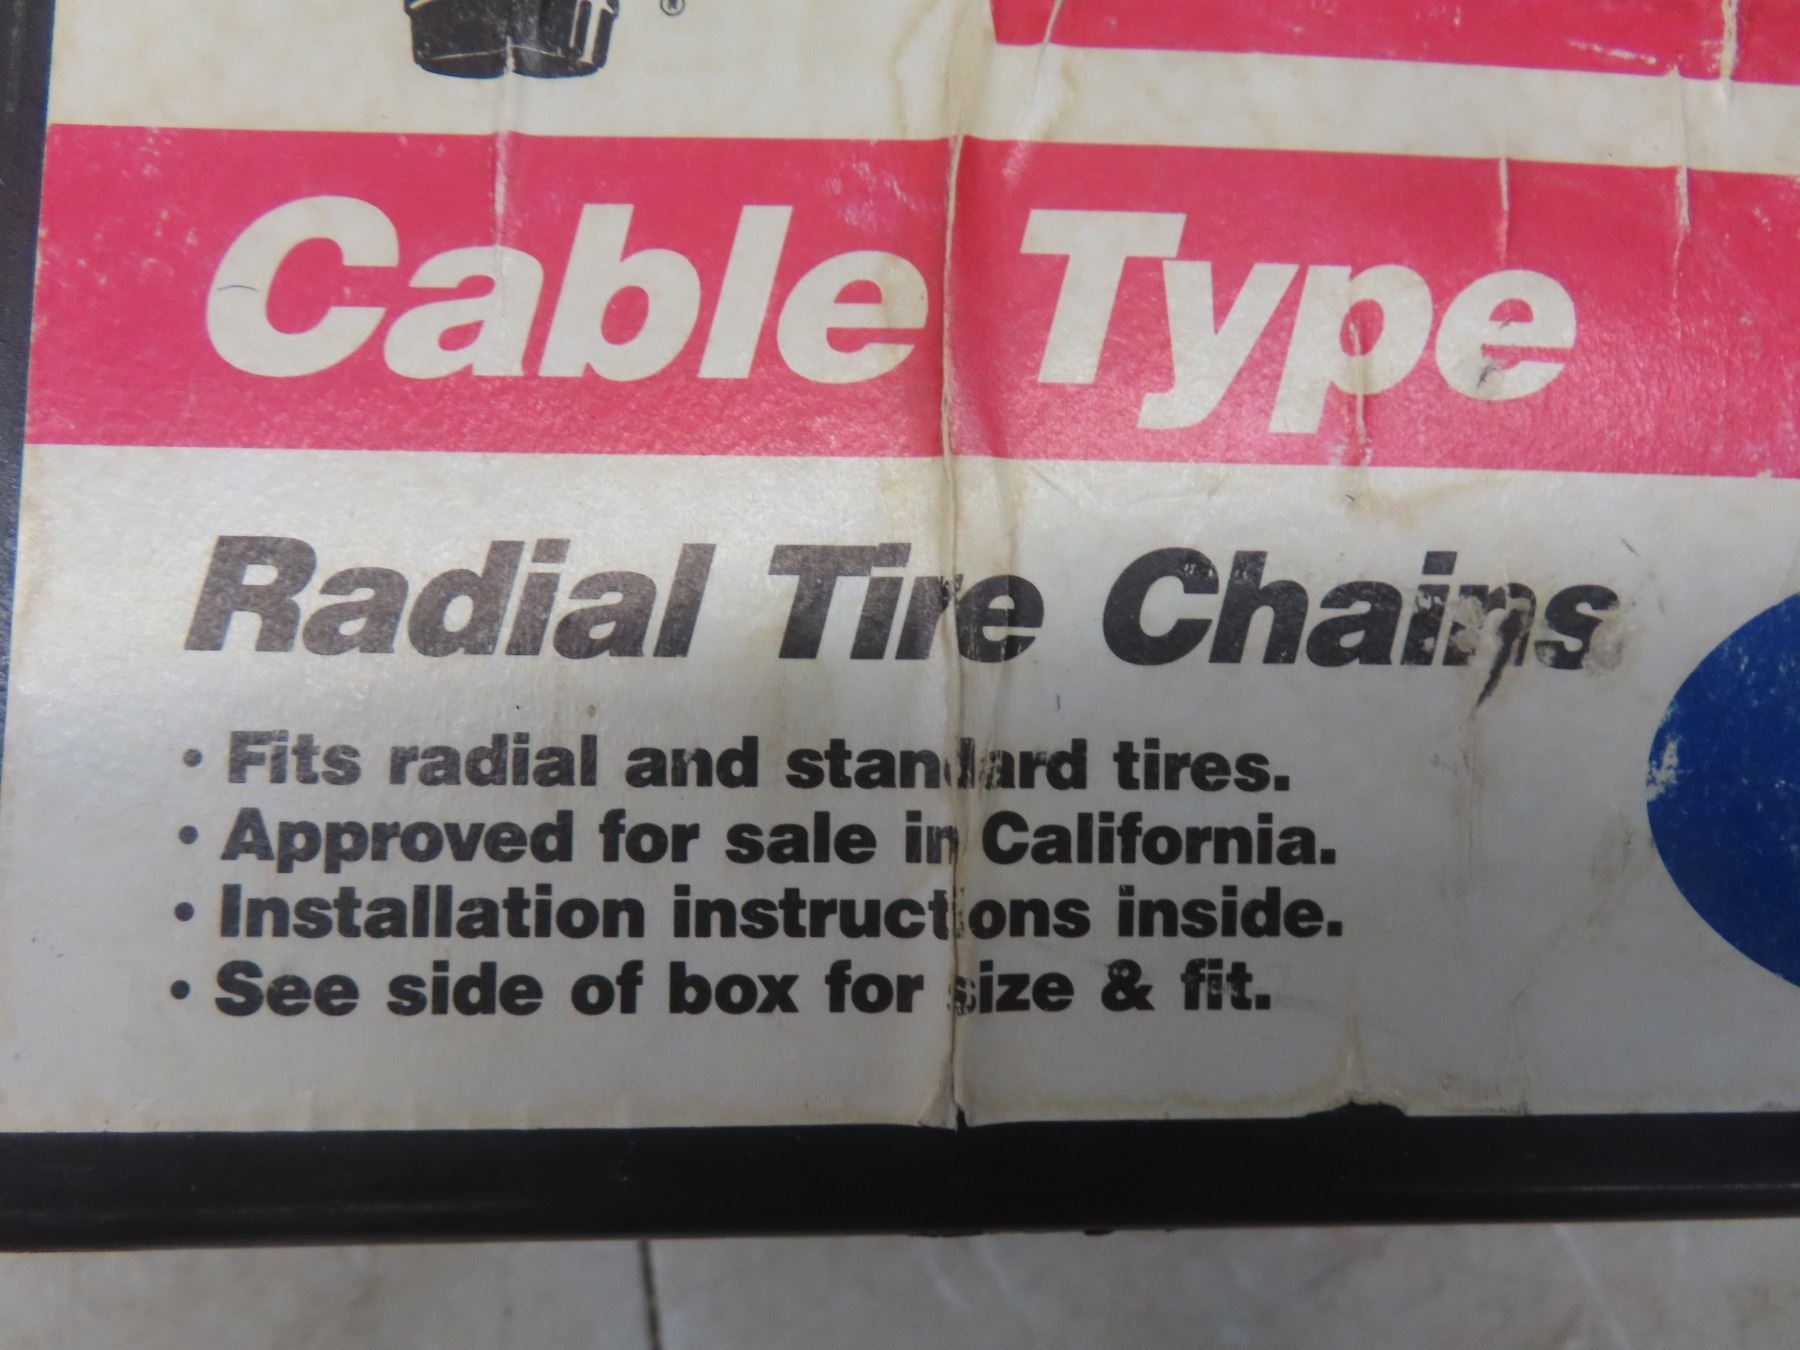 ®
Cable Type
Radial Tire Chains
• Fits radial and standard tires.
• Approved for sale in California.
• Installation instructions inside.
• See side of box for size & fit.